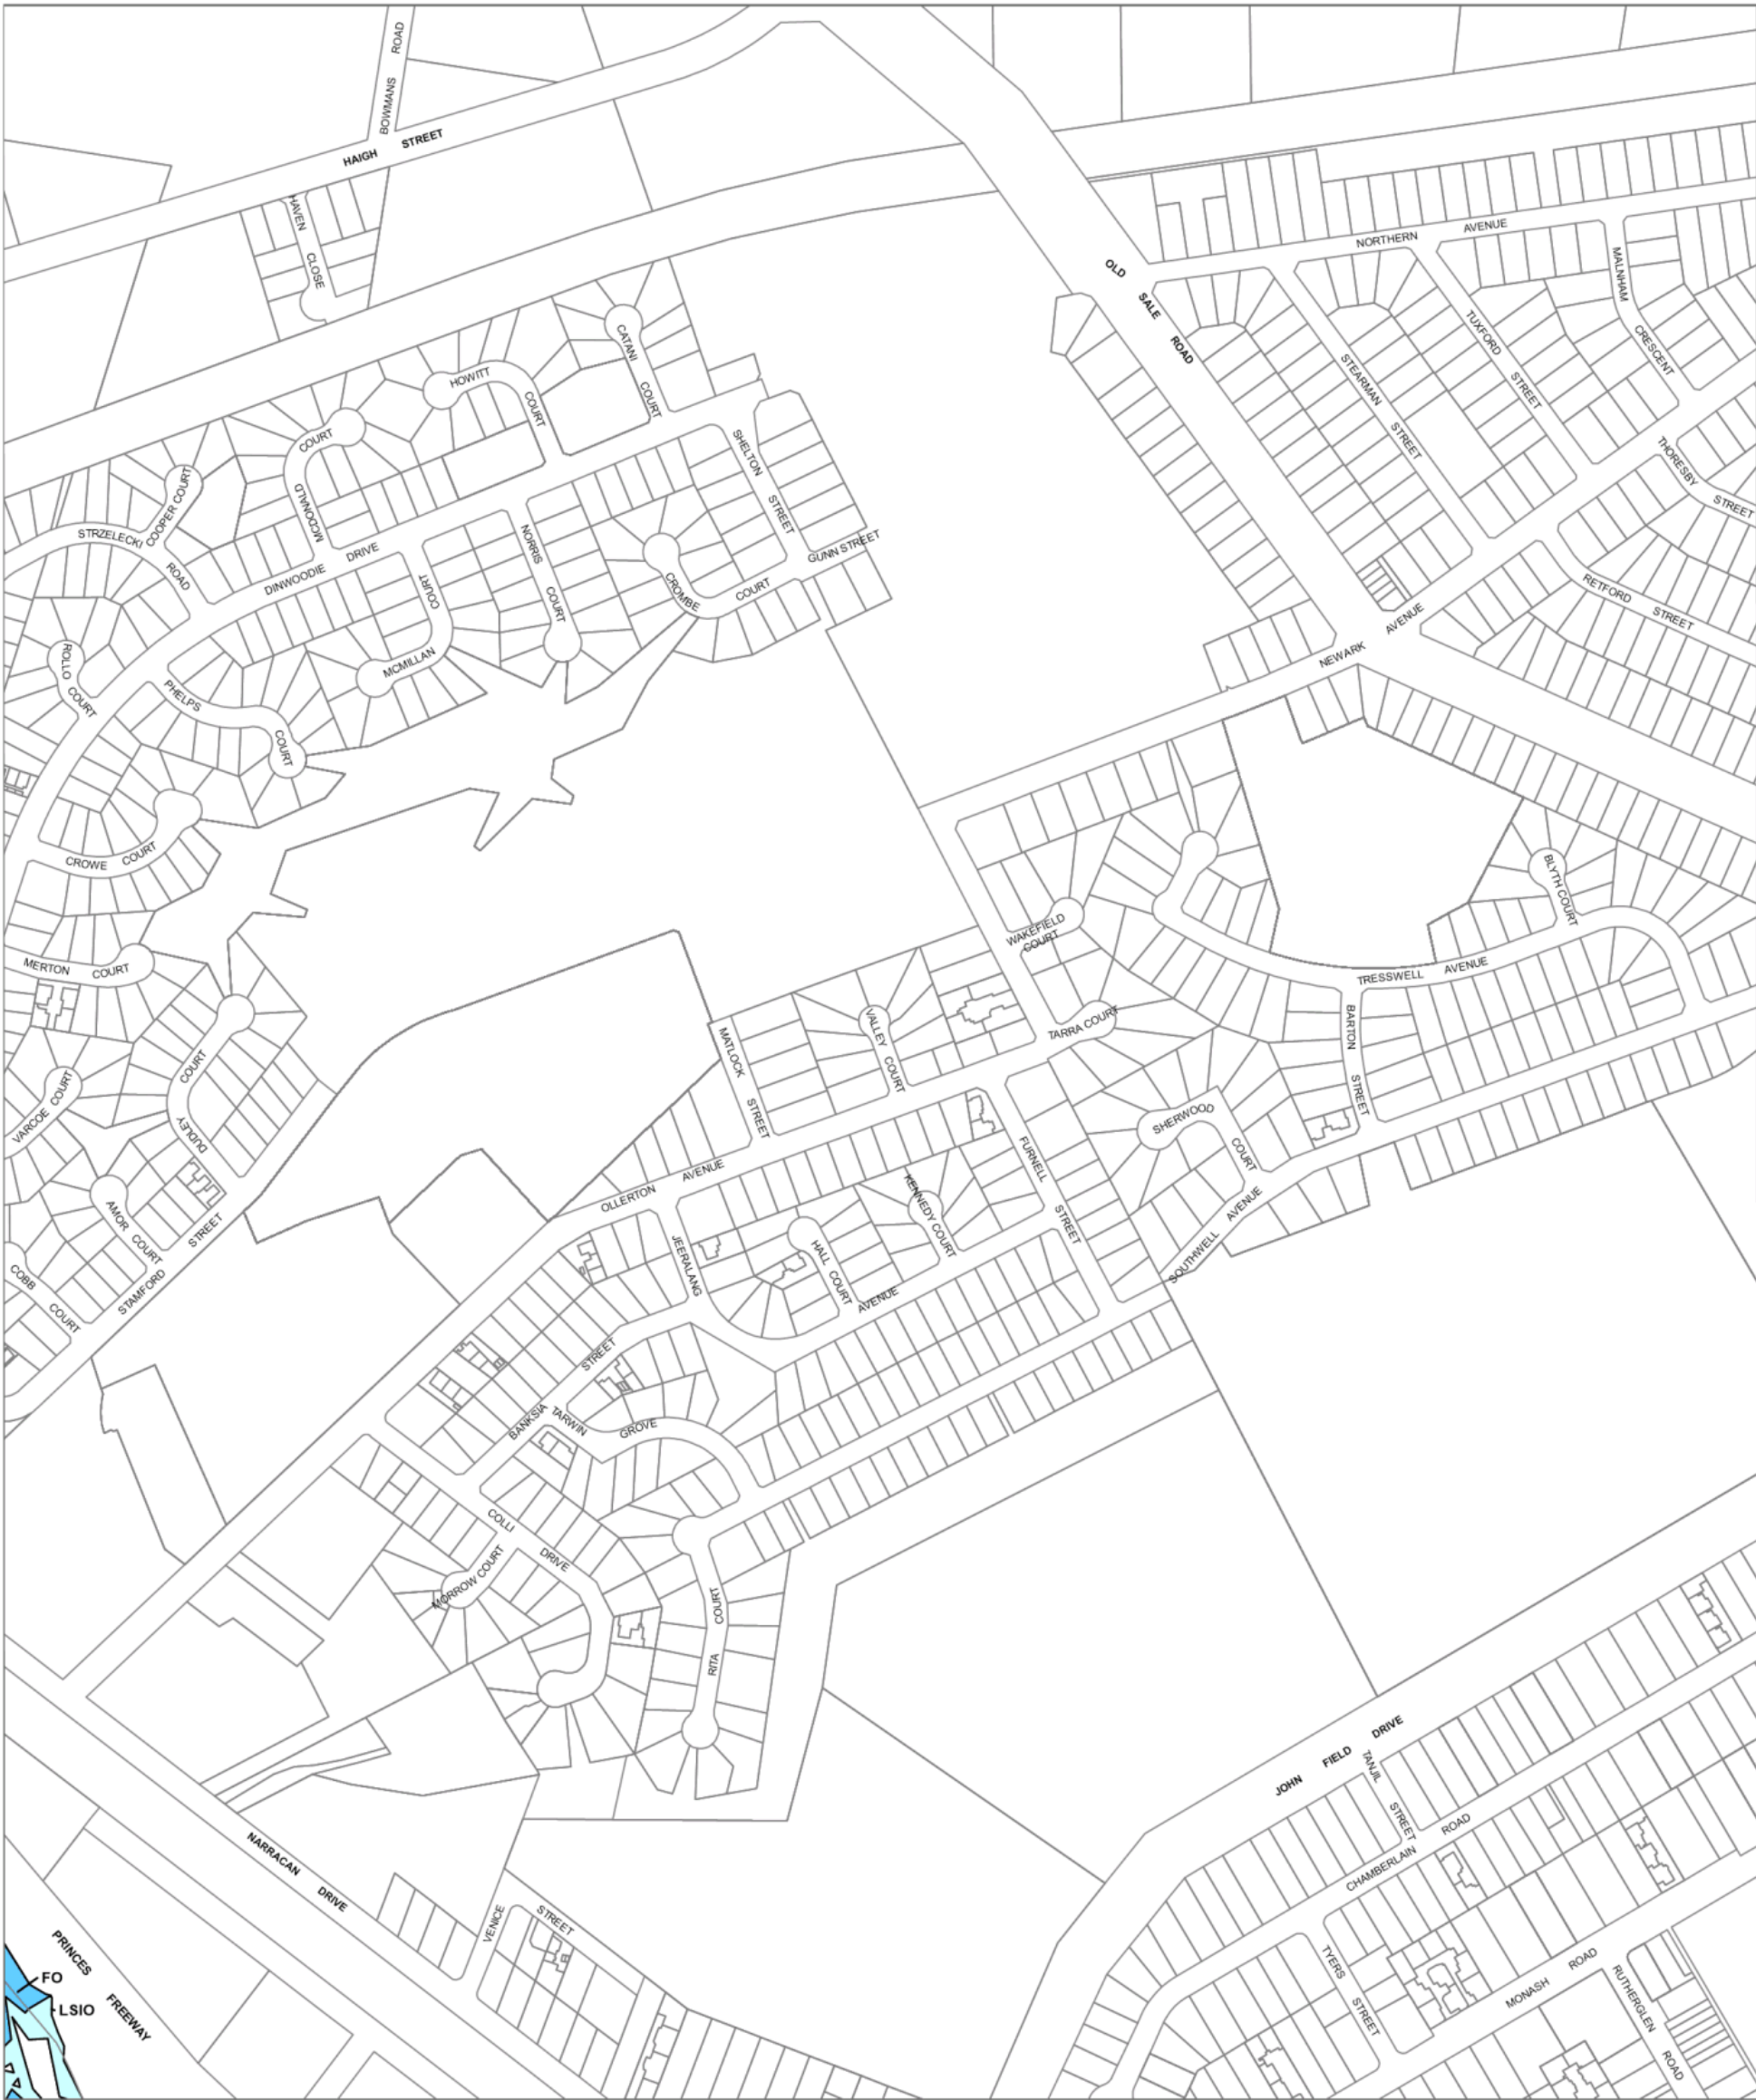 BOWMANS ROAD
HAIGH STREET
HAVEN CLOSE
NORTHERN AVENUE
MALNHAM CRESCENT
OLD SALE ROAD
TUXFORD STREET
STEARMAN STREET
CATANI COURT
HOWITT COURT
MCDONALD COURT
SHELTON STREET
THORESBY STREET
COOPER COURT
STRZELECKI ROAD
DINWOODIE DRIVE
NORRIS COURT
GUNN STREET
CROMBE COURT
MCMILLAN COURT
RETFORD STREET
NEWARK AVENUE
ROLLO COURT
PHELPS COURT
CROWE COURT
BLYTH COURT
WAKEFIELD COURT
MERTON COURT
TRESSWELL AVENUE
BARTON STREET
TARRA COURT
VALLEY COURT
MATLOCK STREET
DUDLEY COURT
VARCOE COURT
SHERWOOD COURT
FURNELL STREET
OLLERTON AVENUE
KENNEDY COURT
AMOR COURT
STAMFORD STREET
JEERALANG AVENUE
HALL COURT
SOUTHWELL AVENUE
COBB COURT
BANKSIA STREET
TARWIN GROVE
COLLI DRIVE
MORROW COURT
RITA COURT
JOHN FIELD DRIVE
TANJIL STREET
CHAMBERLAIN ROAD
NARRACAN DRIVE
VENICE STREET
TYERS STREET
MONASH ROAD
RUTHERGLEN ROAD
PRINCES FREEWAY
FO
LSIO